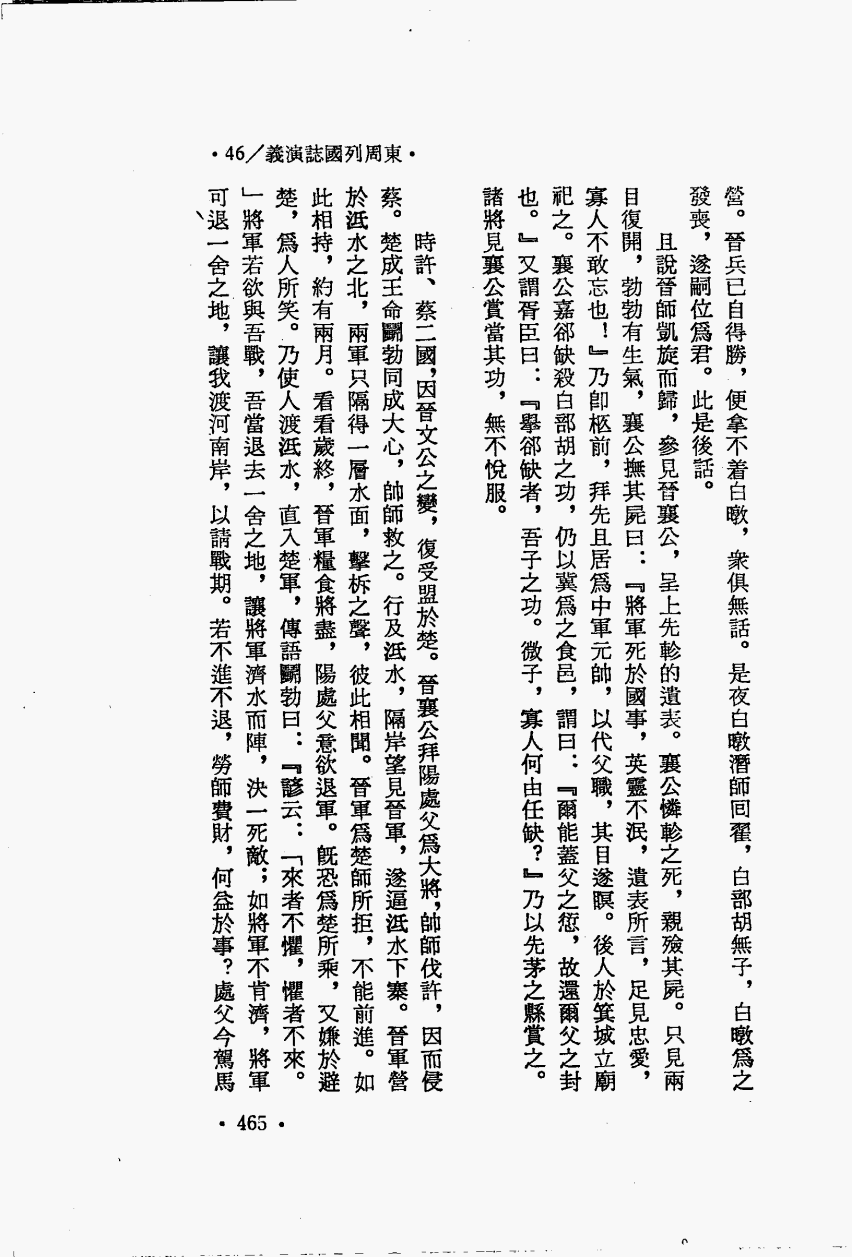 ·東周列國誌演義/46·
營。晉兵已自得勝，便拿不着白暾，衆俱無話。是夜白暾潛師回翟，白部胡無子，白暾爲之
發喪，遂嗣位爲君。此是後話。
且說晉師凱旋而歸，參見晉襄公，呈上先軫的遺表。襄公憐軫之死，親殮其屍。只見兩
目復開，勃勃有生氣，襄公撫其屍曰：『將軍死於國事，英靈不泯，遺表所言，足見忠愛，
寡人不敢忘也！』乃卽柩前，拜先且居爲中軍元帥，以代父職，其目遂瞑。後人於箕城立廟
祀之。襄公嘉郤缺殺白部胡之功，仍以冀爲之食邑，謂曰：『爾能蓋父之愆，故還爾父之封
也。』又謂胥臣曰：『舉郤缺者，吾子之功。微子，寡人何由任缺？』乃以先茅之縣賞之。
諸將見襄公賞當其功，無不悅服。
時許、蔡二國，因晉文公之變，復受盟於楚。晉襄公拜陽處父爲大將，帥師伐許，因而侵
蔡。楚成王命鬭勃同成大心，帥師救之。行及泜水，隔岸望見晉軍，遂逼泜水下寨。晉軍營
於泜水之北，兩軍只隔得一層水面，擊柝之聲，彼此相聞。晉軍爲楚師所拒，不能前進。如
此相持，約有兩月。看看歲終，晉軍糧食將盡，陽處父意欲退軍。旣恐爲楚所乘，又嫌於避
楚，爲人所笑。乃使人渡泜水，直入楚軍，傳語鬭勃曰：『諺云：「來者不懼，懼者不來。
」將軍若欲與吾戰，吾當退去一舍之地，讓將軍濟水而陣，決一死敵；如將軍不肯濟，將軍
可退一舍之地，讓我渡河南岸，以請戰期。若不進不退，勞師費財，何益於事？處父今駕馬
·465·